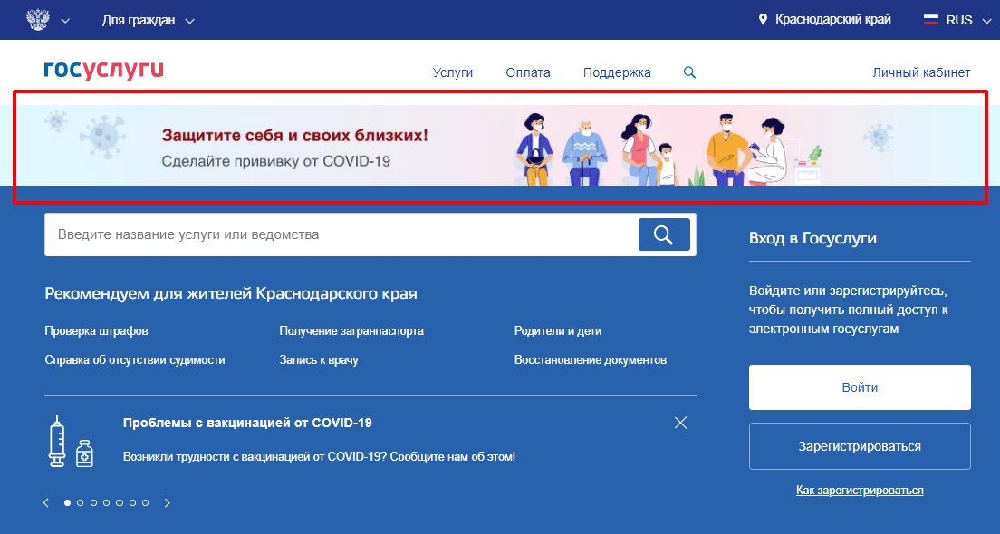 Для граждан
Краснодарский край
RUS
госуслуги
Услуги
Оплата
Поддержка
Личный кабинет
Защитите себя и своих близких!
Сделайте прививку от COVID-19
Введите название услуги или ведомства
Рекомендуем для жителей Краснодарского края
Проверка штрафов
Получение загранпаспорта
Родители и дети
Справка об отсутствии судимости
Запись к врачу
Восстановление документов
Проблемы с вакцинацией от COVID-19
Возникли трудности с вакцинацией от COVID-19? Сообщите нам об этом!
Вход в Госуслуги
Войдите или зарегистрируйтесь,
чтобы получить полный доступ к
электронным госуслугам
Войти
Зарегистрироваться
Как зарегистрироваться